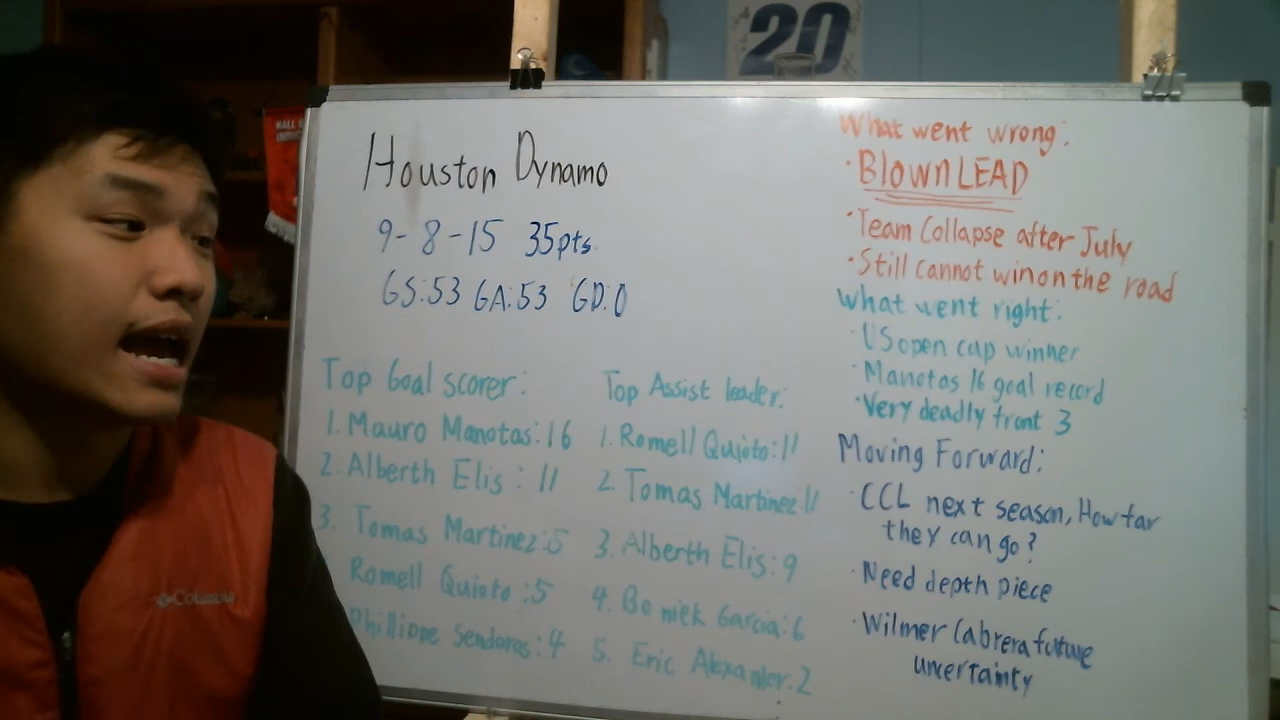 20
HALL
Houston Dynamo
9-8-15 35pts.
GS:53 GA:53 GD:0
Top Goal scorer:
1. Mauro Manotas: 16
2. Alberth Elis: 11
3. Tomas Martinez: 5
Romell Quioto: 5
Phillippe Senderos: 4
Top Assist leader:
1. Romell Quioto: 11
2. Tomas Martinez: 11
3. Alberth Elis: 9
4. Boniek Garcia: 6
5. Eric Alexanler: 2
What went wrong:
· BLOWN LEAD
· Team Collapse after July
· Still cannot win on the road
What went right:
· US open cup winner
· Manotas 16 goal record
· Very deadly front 3
Moving Forward:
· CCL next season, How far
they can go?
· Need depth piece
· Wilmer Cabrera future
uncertainty
Columbia